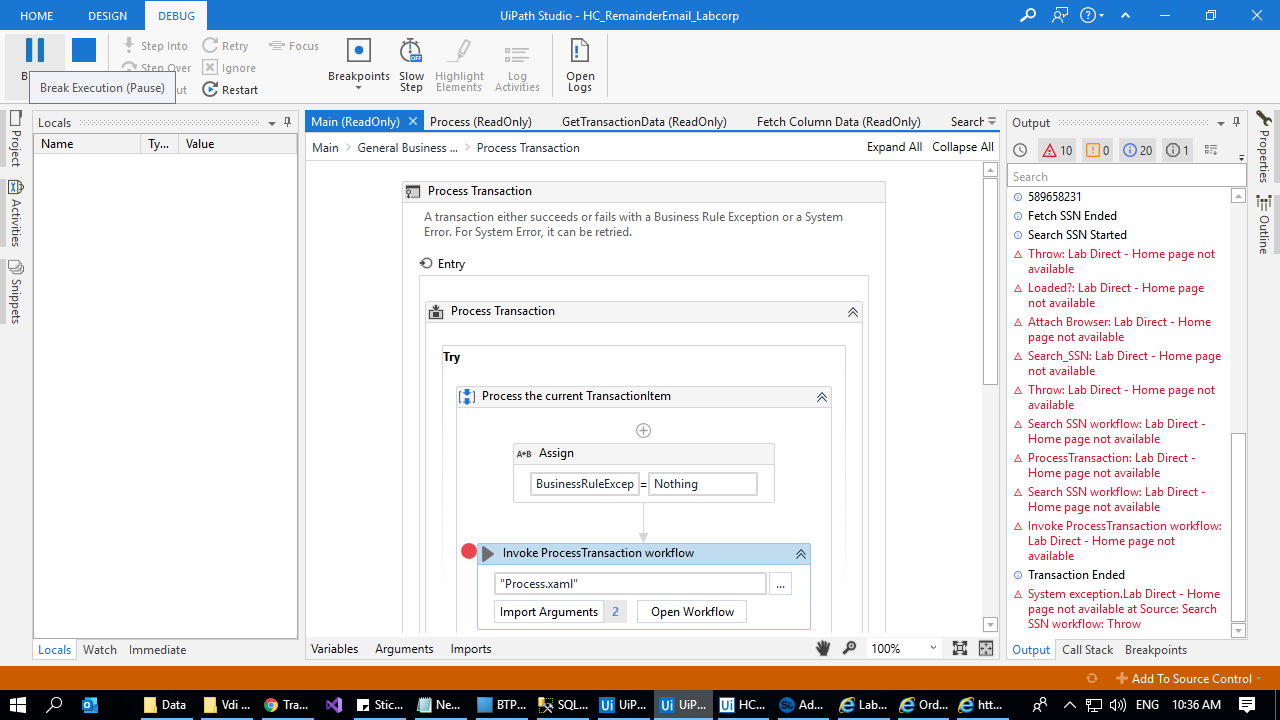 HOME
DESIGN
DEBUG
UiPath Studio - HC_RemainderEmail_Labcorp
Step Into
Retry
Focus
Step Over
Ignore
Restart
Breakpoints
Slow
Step
Highlight
Elements
Log
Activities
Open
Logs
Break Execution (Pause)
Project
Activities
Snippets
Locals
Name
Ty...
Value
Locals
Watch
Immediate
Main (ReadOnly)
Process (ReadOnly)
GetTransactionData (ReadOnly)
Fetch Column Data (ReadOnly)
Search
Main
General Business ...
Process Transaction
Expand All
Collapse All
Process Transaction
A transaction either succeeds or fails with a Business Rule Exception or a System
Error. For System Error, it can be retried.
Entry
Process Transaction
Try
Process the current TransactionItem
A+B Assign
BusinessRuleExcep = Nothing
Invoke ProcessTransaction workflow
"Process.xaml"
...
Import Arguments 2
Open Workflow
Variables
Arguments
Imports
100%
Output
10
0
20
1
Search
589658231
Fetch SSN Ended
Search SSN Started
Throw: Lab Direct - Home page not
available
Loaded?: Lab Direct - Home page
not available
Attach Browser: Lab Direct - Home
page not available
Search_SSN: Lab Direct - Home page
not available
Throw: Lab Direct - Home page not
available
Search SSN workflow: Lab Direct -
Home page not available
ProcessTransaction: Lab Direct -
Home page not available
Search SSN workflow: Lab Direct -
Home page not available
Invoke ProcessTransaction workflow:
Lab Direct - Home page not
available
Transaction Ended
System exception.Lab Direct - Home
page not available at Source: Search
SSN workflow: Throw
Output
Call Stack
Breakpoints
Properties
Outline
Add To Source Control
Data
Vdi ...
Tra...
Stic...
Ne...
BTP...
SQL...
UiP...
UiP...
HC...
Ad...
Lab...
Ord...
htt...
ENG
10:36 AM